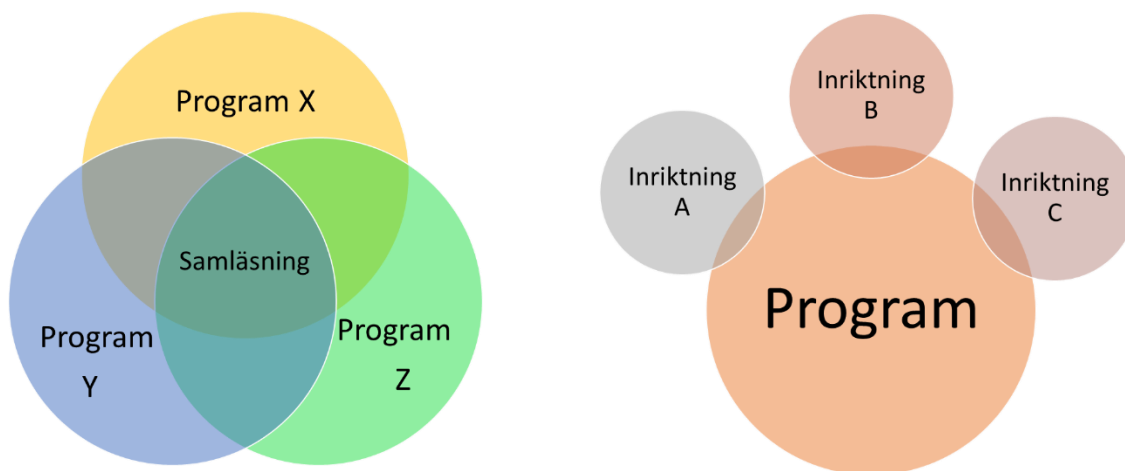 Program X
Samläsning
Program
Y
Program
Z
Inriktning
A
Inriktning
B
Inriktning
C
Program